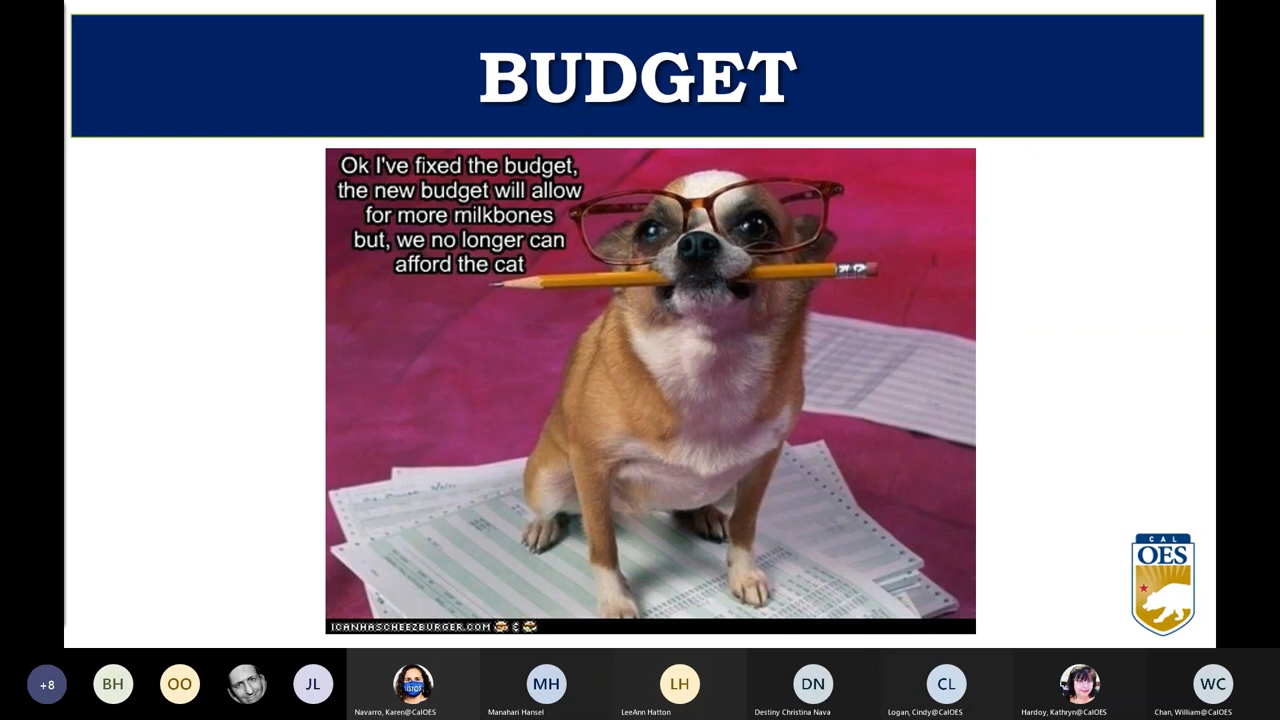 BUDGET
Ok I've fixed the budget,
the new budget will allow
for more milkbones
but, we no longer can
afford the cat
ICANHASCHEEZBURGER.COM
CAL
OES
+8
BH
OO
JL
MH
LH
DN
CL
WC
Navarro, Karen@CalOES
Manahari Hansel
LeeAnn Hatton
Destiny Christina Nava
Logan, Cindy@CalOES
Hardoy, Kathryn@CalOES
Chan, William@CalOES